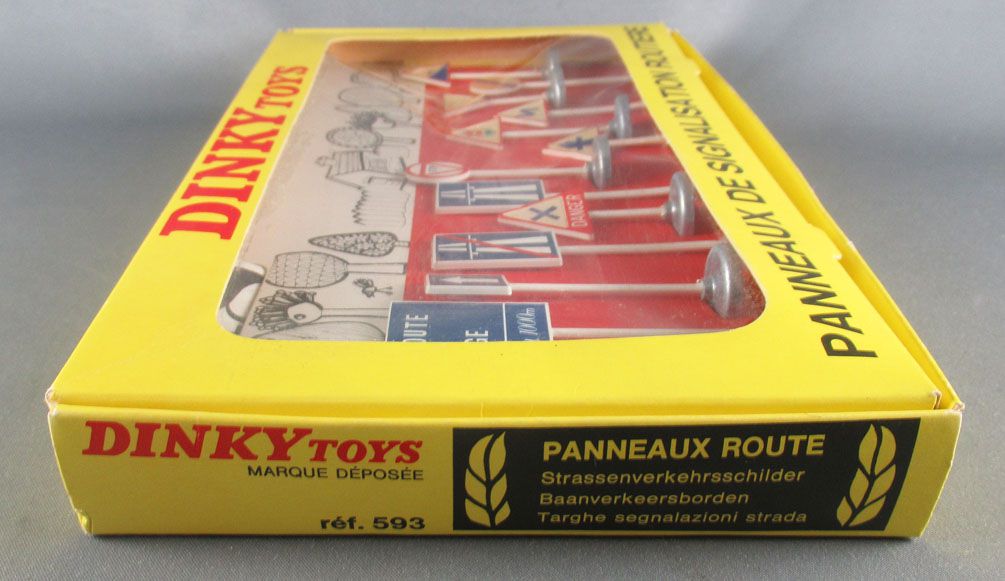 DINKY TOYS
PANNEAUX DE SIGNALISATION ROUTIERE
DANGER
1000m
DINKY TOYS
MARQUE DÉPOSÉE
réf. 593
PANNEAUX ROUTE
Strassenverkehrsschilder
Baanverkeersborden
Targhe segnalazioni strada